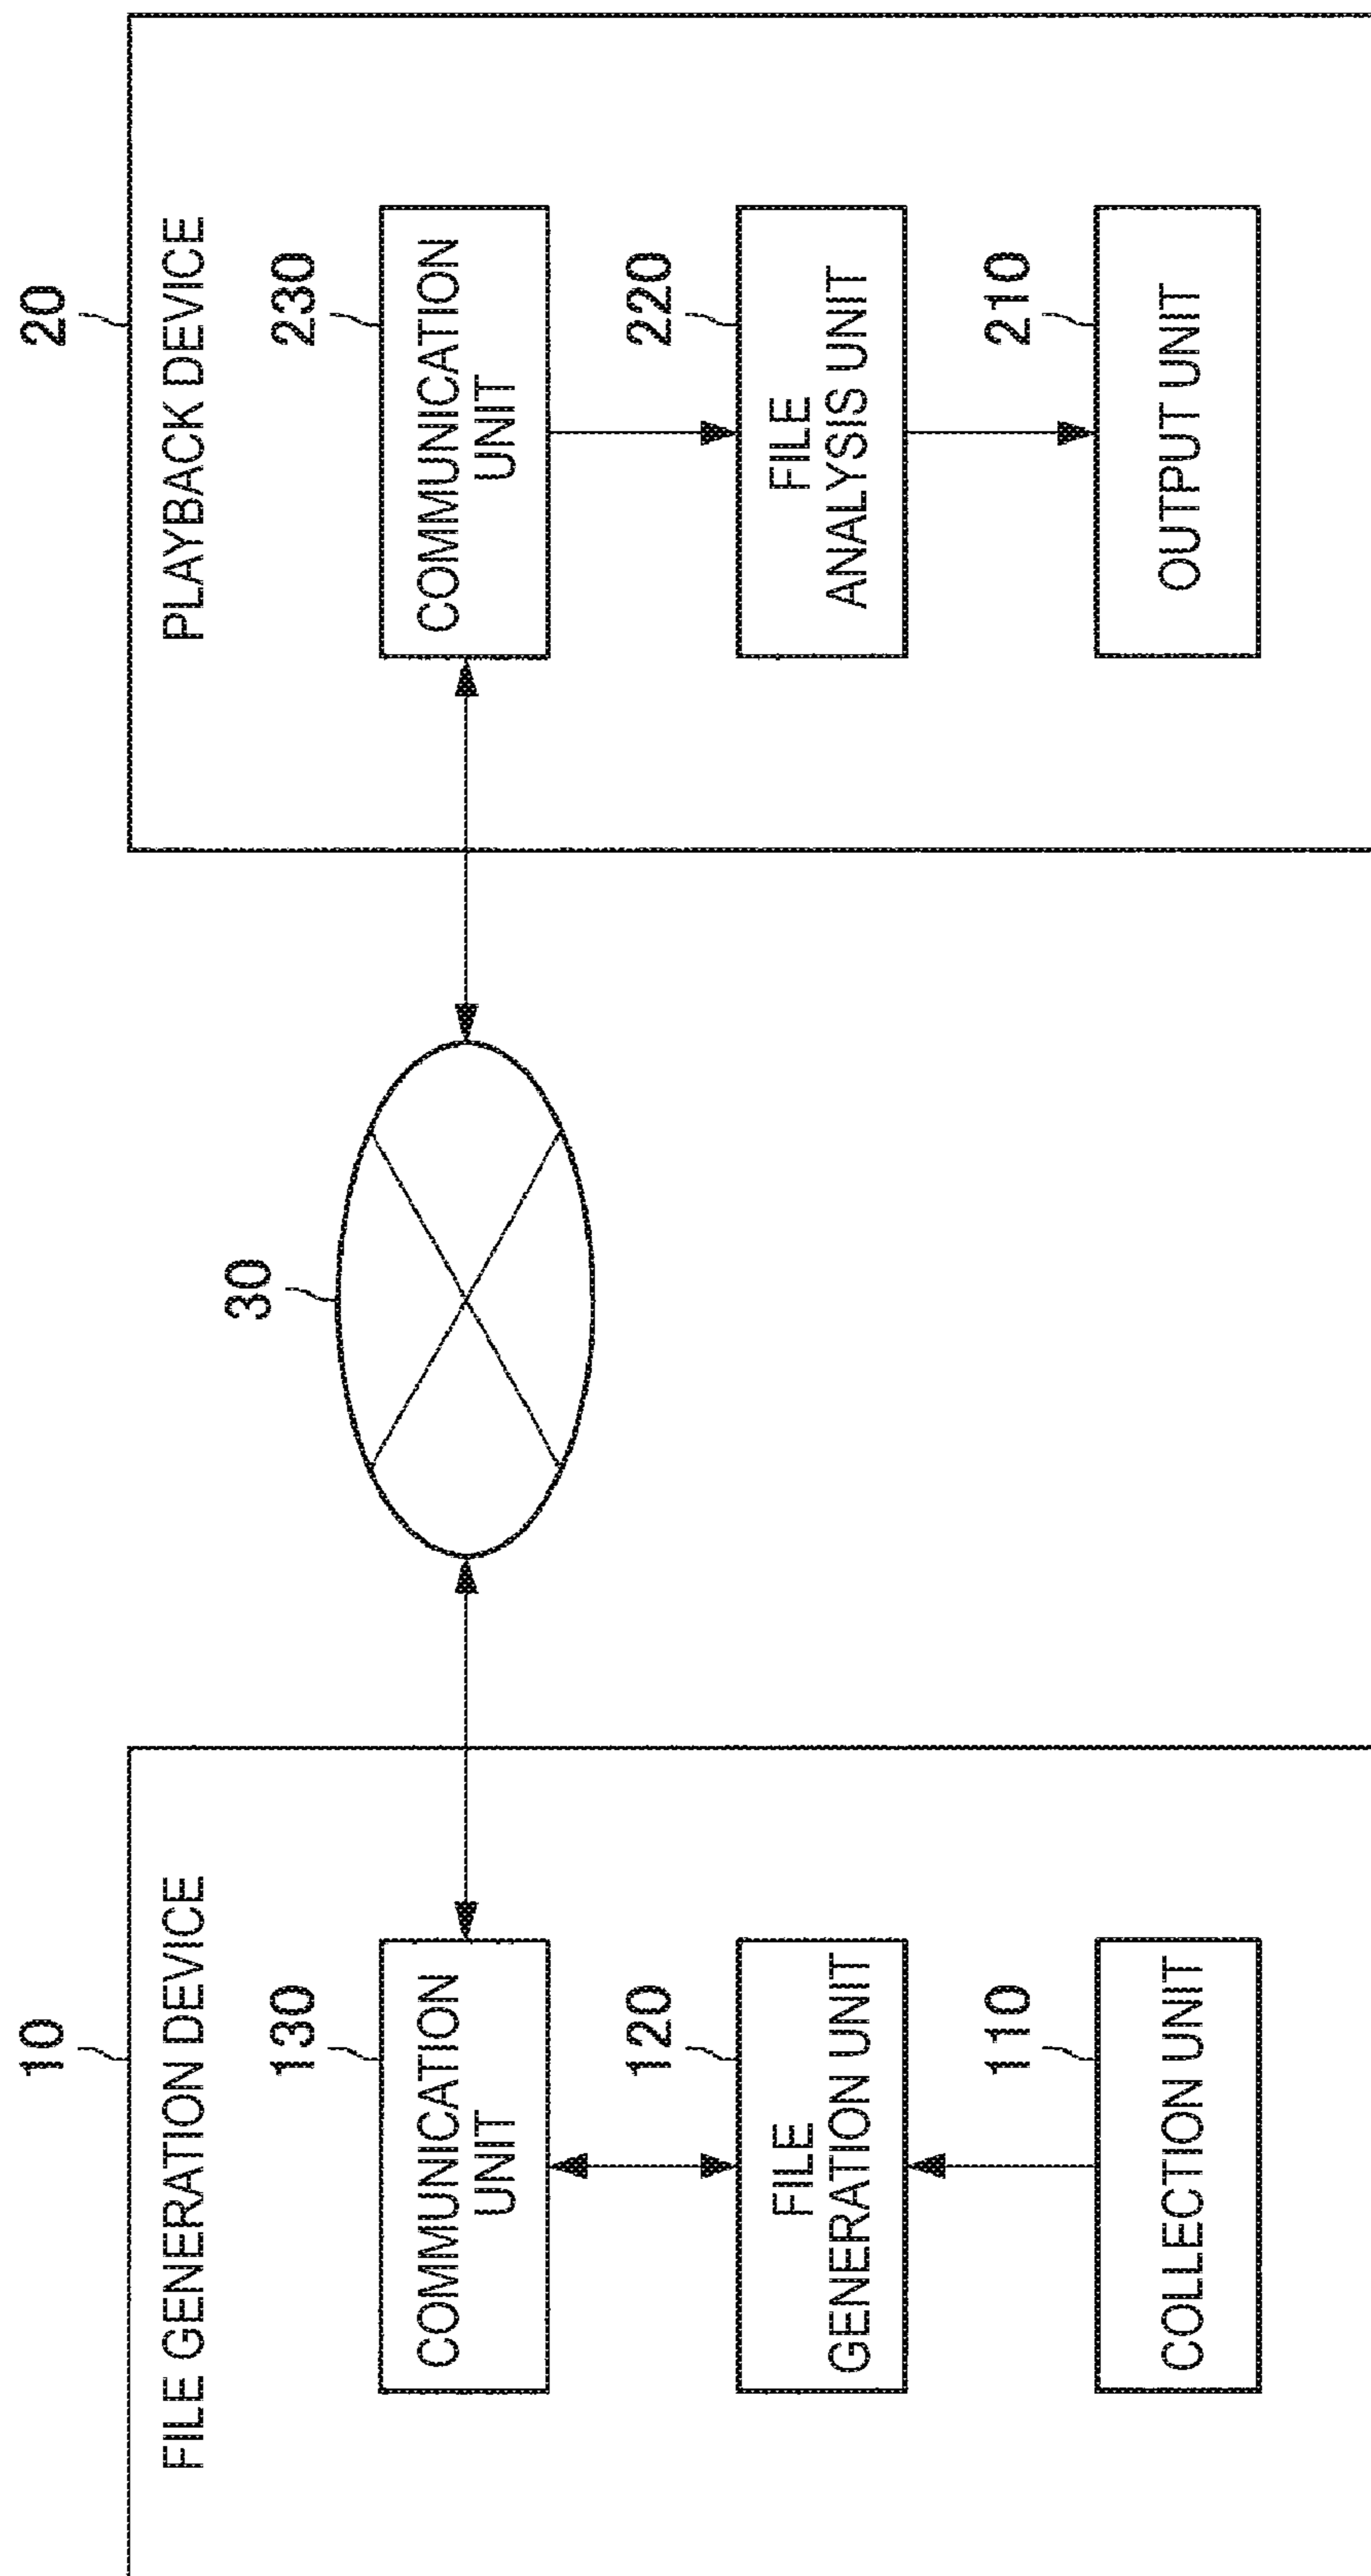 10
FILE GENERATION DEVICE
130
COMMUNICATION
UNIT
120
FILE
GENERATION UNIT
110
COLLECTION UNIT
30
20
PLAYBACK DEVICE
230
COMMUNICATION
UNIT
220
FILE
ANALYSIS UNIT
210
OUTPUT UNIT